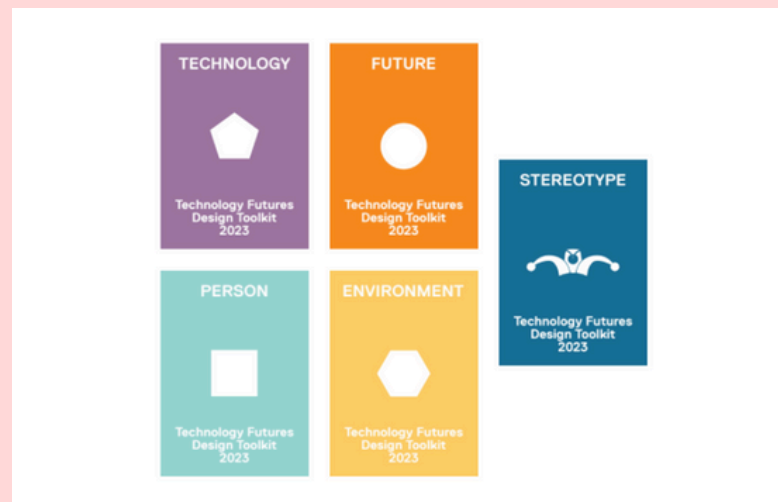 TECHNOLOGY
Technology Futures
Design Toolkit
2023
FUTURE
Technology Futures
Design Toolkit
2023
STEREOTYPE
Technology Futures
Design Toolkit
2023
PERSON
Technology Futures
Design Toolkit
2023
ENVIRONMENT
Technology Futures
Design Toolkit
2023